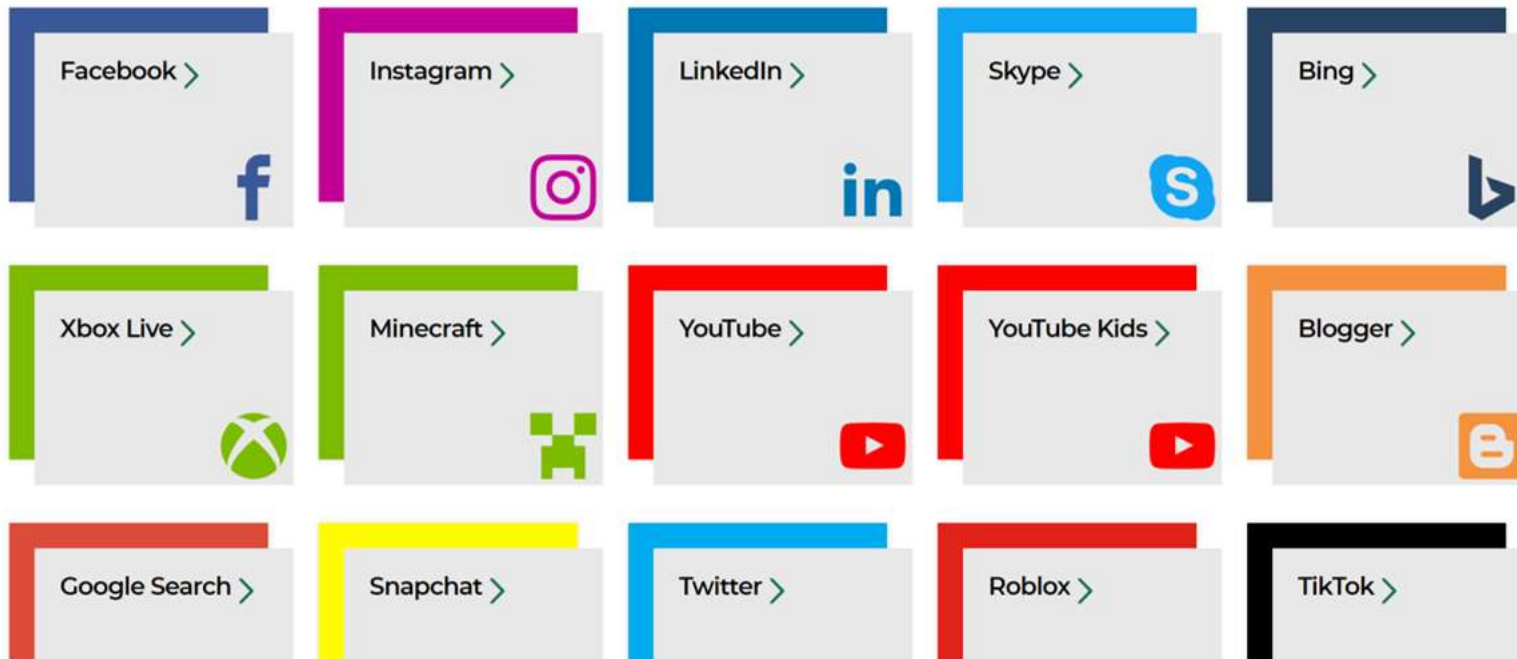 Facebook >
Instagram >
LinkedIn >
Skype >
Bing >
f
in
S
b
Xbox Live >
Minecraft >
YouTube >
YouTube Kids >
Blogger >
B
Google Search >
Snapchat >
Twitter >
Roblox >
TikTok >